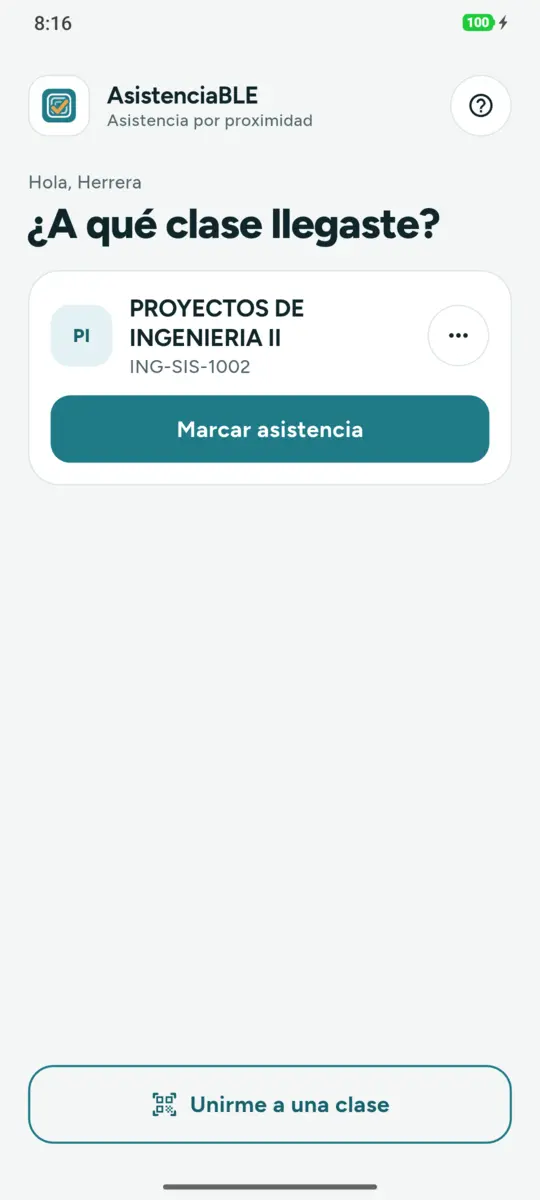 8:16
100
AsistenciaBLE
Asistencia por proximidad
Hola, Herrera
¿A qué clase llegaste?
PI
PROYECTOS DE
INGENIERIA II
ING-SIS-1002
Marcar asistencia
Unirme a una clase